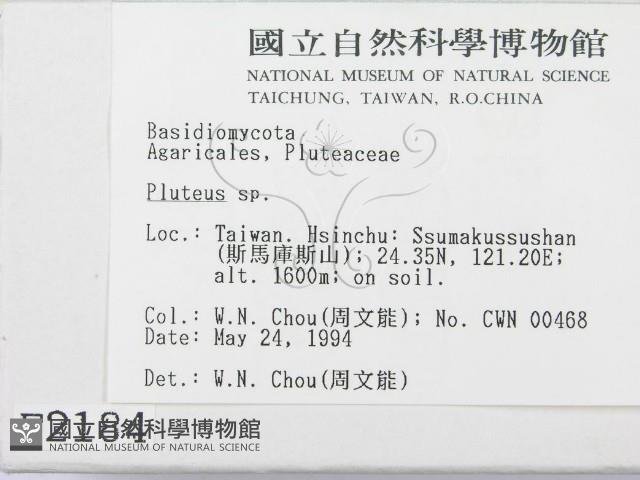 國立自然科學博物館
NATIONAL MUSEUM OF NATURAL SCIENCE
TAICHUNG, TAIWAN, R.O.CHINA
Basidiomycota
Agaricales, Pluteaceae
Pluteus sp.
Loc.: Taiwan. Hsinchu: Ssumakussushan
(斯馬庫斯山); 24.35N, 121.20E;
alt. 1600m; on soil.
Col.: W.N. Chou(周文能); No. CWN 00468
Date: May 24, 1994
Det.: W.N. Chou(周文能)
F2184
國立自然科學博物館
NATIONAL MUSEUM OF NATURAL SCIENCE